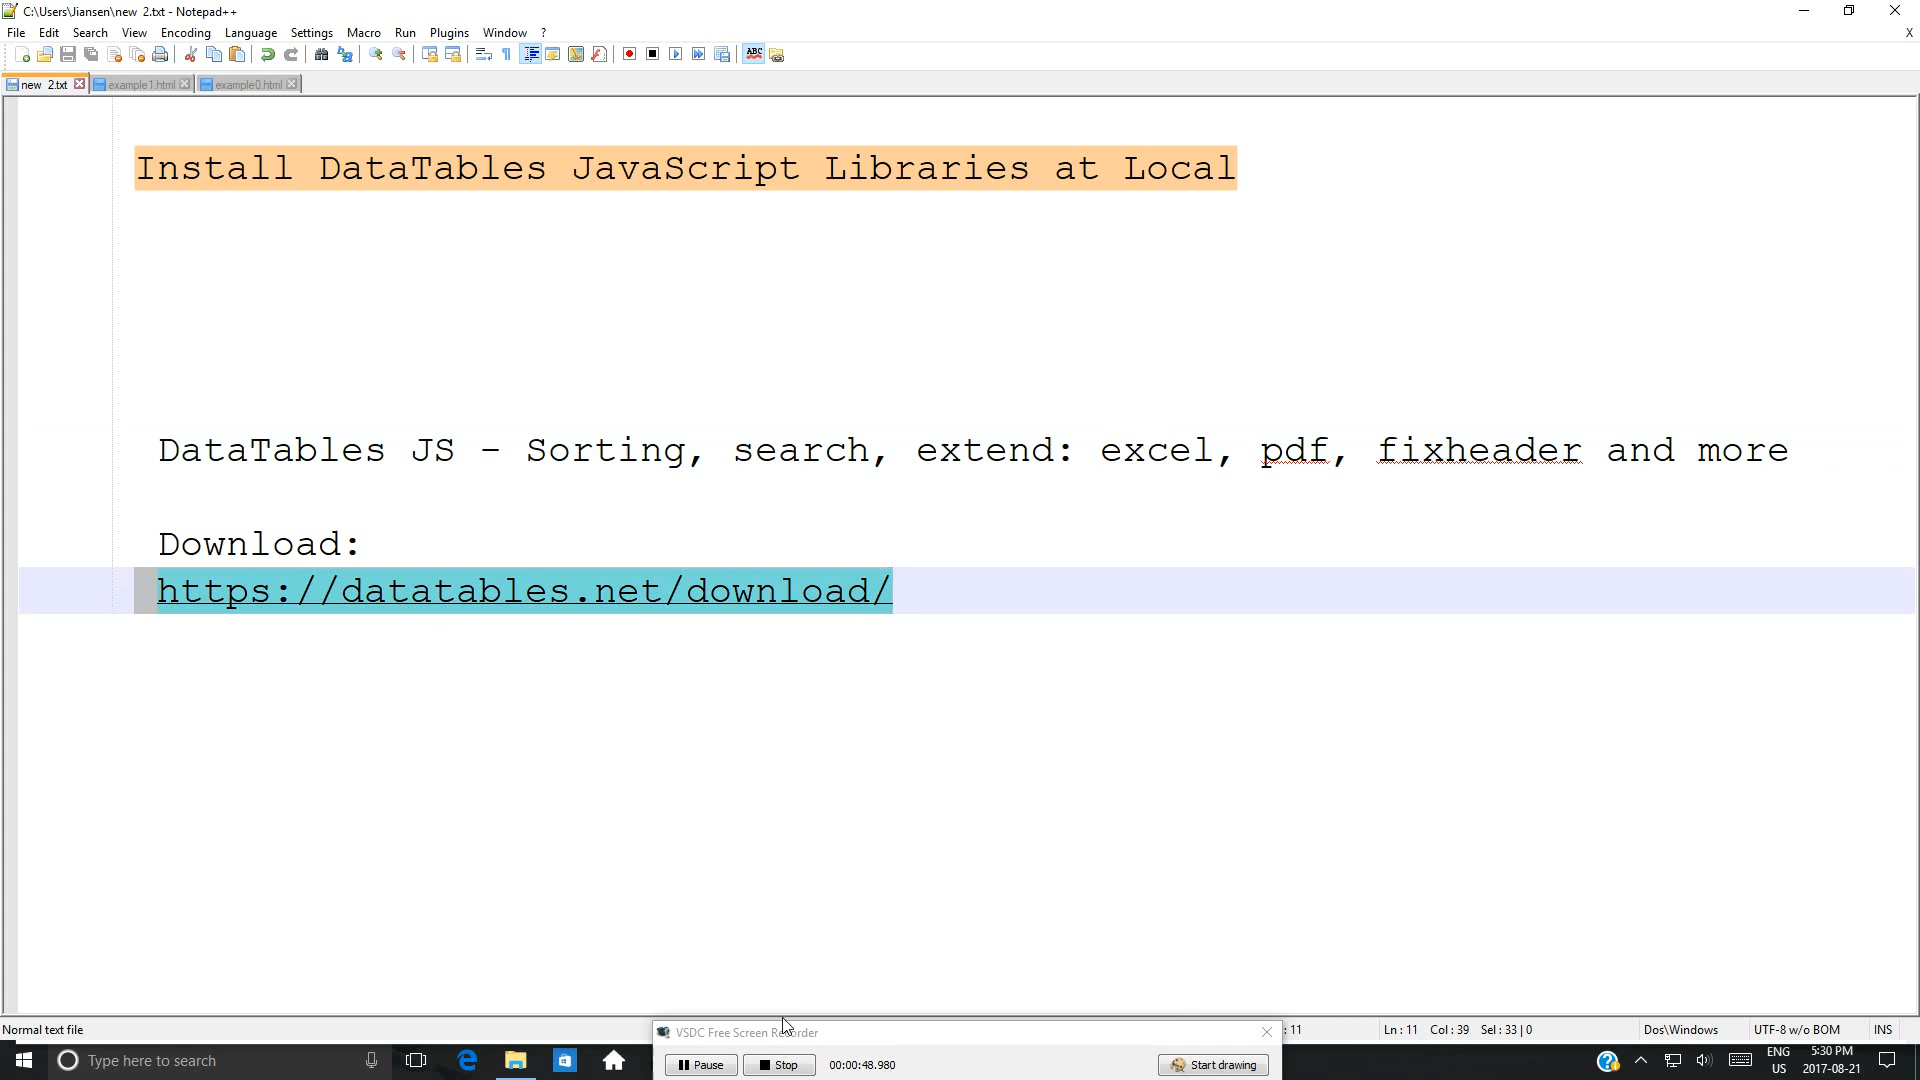 C:\Users\Jiansen\new 2.txt - Notepad++
File Edit Search View Encoding Language Settings Macro Run Plugins Window ? X
new 2.txt example1.html example0.html
Install DataTables JavaScript Libraries at Local
DataTables JS - Sorting, search, extend: excel, pdf, fixheader and more
Download:
https://datatables.net/download/
Normal text file : 11 Ln : 11 Col : 39 Sel : 33 | 0 Dos\Windows UTF-8 w/o BOM INS
VSDC Free Screen Recorder
Pause Stop 00:00:48.980 Start drawing
Type here to search
ENG
US
5:30 PM
2017-08-21